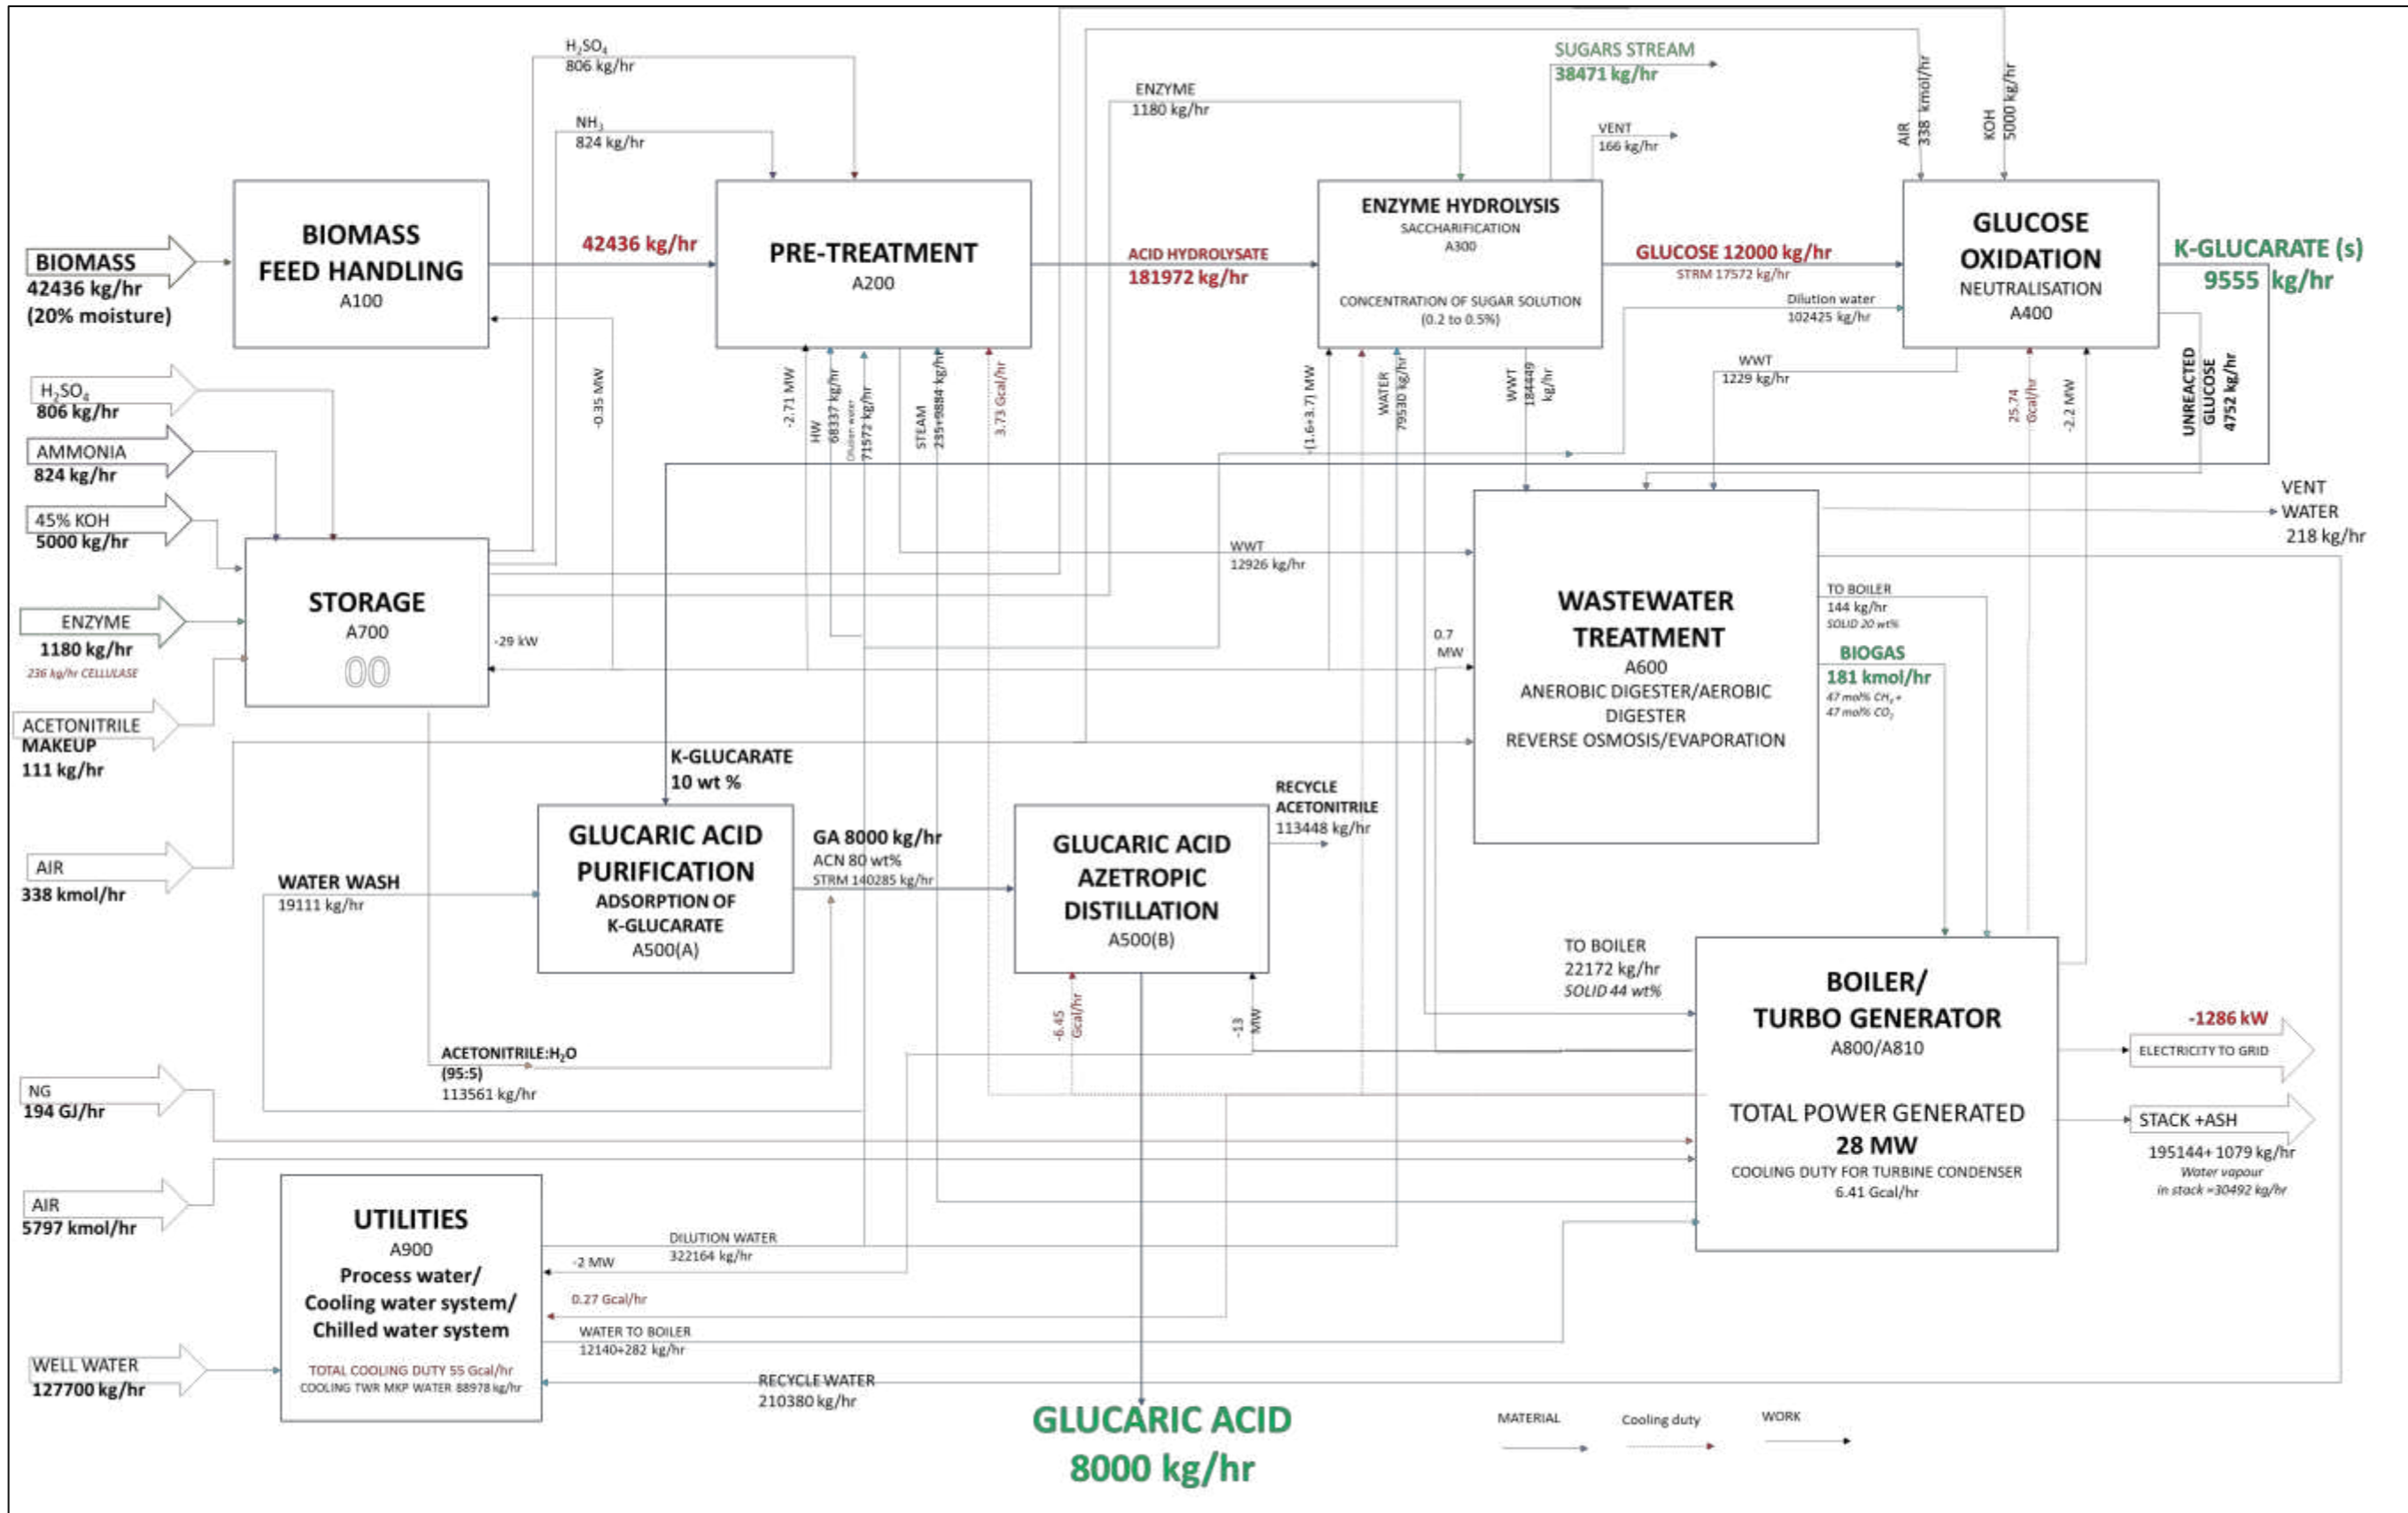 H₂SO₄
806 kg/hr
NH₃
824 kg/hr
ENZYME
1180 kg/hr
SUGARS STREAM
38471 kg/hr
VENT
166 kg/hr
AIR
338 kmol/hr
KOH
5000 kg/hr
BIOMASS
42436 kg/hr
(20% moisture)
BIOMASS
FEED HANDLING
A100
42436 kg/hr
PRE-TREATMENT
A200
ACID HYDROLYSATE
181972 kg/hr
ENZYME HYDROLYSIS
SACCHARIFICATION
A300
CONCENTRATION OF SUGAR SOLUTION
(0.2 to 0.5%)
GLUCOSE 12000 kg/hr
STRM 17572 kg/hr
Dilution water
102425 kg/hr
GLUCOSE
OXIDATION
NEUTRALISATION
A400
K-GLUCARATE (s)
9555 kg/hr
H₂SO₄
806 kg/hr
AMMONIA
824 kg/hr
45% KOH
5000 kg/hr
ENZYME
1180 kg/hr
236 kg/hr CELLULASE
ACETONITRILE
MAKEUP
111 kg/hr
AIR
338 kmol/hr
-0.35 MW
-2.71 MW
HW
68337 kg/hr
Dilution water
71572 kg/hr
STEAM
235+9884 kg/hr
3.73 Gcal/hr
-(1.6+3.7) MW
WATER
79530 kg/hr
WWT
184449
kg/hr
WWT
1229 kg/hr
25.74
Gcal/hr
-2.2 MW
UNREACTED
GLUCOSE
4752 kg/hr
STORAGE
A700
00
-29 kW
WWT
12926 kg/hr
0.7
MW
WASTEWATER
TREATMENT
A600
ANEROBIC DIGESTER/AEROBIC
DIGESTER
REVERSE OSMOSIS/EVAPORATION
VENT
WATER
218 kg/hr
TO BOILER
144 kg/hr
SOLID 20 wt%
BIOGAS
181 kmol/hr
47 mol% CH₄ +
47 mol% CO₂
K-GLUCARATE
10 wt %
WATER WASH
19111 kg/hr
GLUCARIC ACID
PURIFICATION
ADSORPTION OF
K-GLUCARATE
A500(A)
GA 8000 kg/hr
ACN 80 wt%
STRM 140285 kg/hr
GLUCARIC ACID
AZETROPIC
DISTILLATION
A500(B)
RECYCLE
ACETONITRILE
113448 kg/hr
-6.45
Gcal/hr
-13
MW
ACETONITRILE:H₂O
(95:5)
113561 kg/hr
TO BOILER
22172 kg/hr
SOLID 44 wt%
BOILER/
TURBO GENERATOR
A800/A810
TOTAL POWER GENERATED
28 MW
COOLING DUTY FOR TURBINE CONDENSER
6.41 Gcal/hr
-1286 kW
ELECTRICITY TO GRID
STACK +ASH
195144+1079 kg/hr
Water vapour
in stack =30492 kg/hr
NG
194 GJ/hr
AIR
5797 kmol/hr
WELL WATER
127700 kg/hr
UTILITIES
A900
Process water/
Cooling water system/
Chilled water system
TOTAL COOLING DUTY 55 Gcal/hr
COOLING TWR MKP WATER 88978 kg/hr
DILUTION WATER
322164 kg/hr
-2 MW
0.27 Gcal/hr
WATER TO BOILER
12140+282 kg/hr
RECYCLE WATER
210380 kg/hr
GLUCARIC ACID
8000 kg/hr
MATERIAL
Cooling duty
WORK